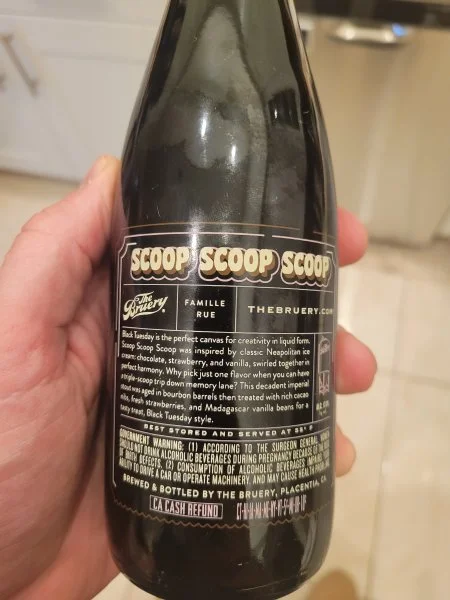 SCOOP SCOOP SCOOP
The Bruery® FAMILLE RUE THEBRUERY.COM
Black Tuesday is the perfect canvas for creativity in liquid form.
Scoop Scoop Scoop was inspired by classic Neapolitan ice
cream: chocolate, strawberry, and vanilla, swirled together in
perfect harmony. Why pick just one flavor when you can have
a triple-scoop trip down memory lane? This decadent imperial
stout was aged in bourbon barrels then treated with rich cacao
nibs, fresh strawberries, and Madagascar vanilla beans for a
tasty treat, Black Tuesday style.
BEST STORED AND SERVED AT 55° F
GOVERNMENT WARNING: (1) ACCORDING TO THE SURGEON GENERAL, WOMEN
SHOULD NOT DRINK ALCOHOLIC BEVERAGES DURING PREGNANCY BECAUSE OF THE RISK
OF BIRTH DEFECTS. (2) CONSUMPTION OF ALCOHOLIC BEVERAGES IMPAIRS YOUR
ABILITY TO DRIVE A CAR OR OPERATE MACHINERY, AND MAY CAUSE HEALTH PROBLEMS.
BREWED & BOTTLED BY THE BRUERY, PLACENTIA, CA
CA CASH REFUND